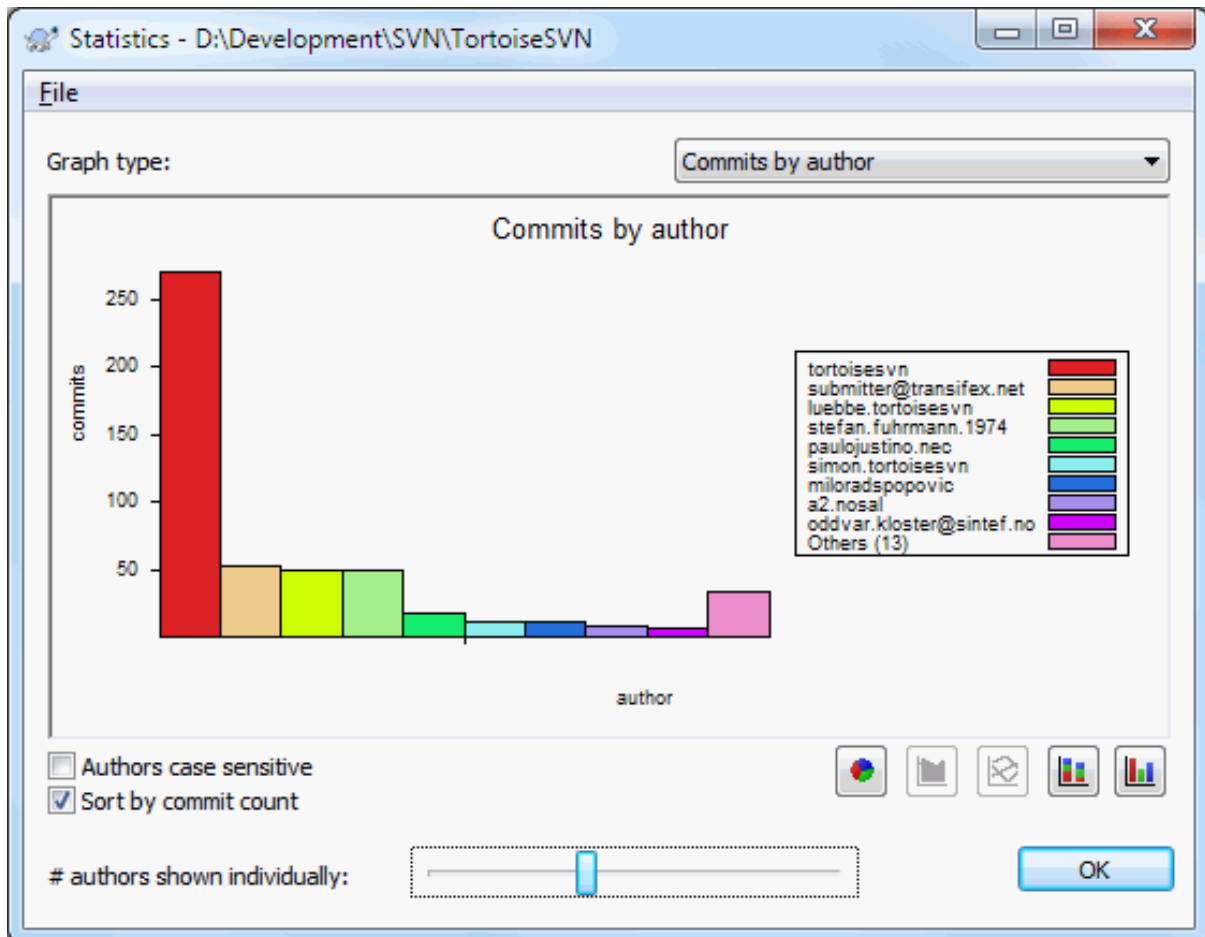 Statistics - D:\Development\SVN\TortoiseSVN
File
Graph type:
Commits by author
Commits by author
250
200
150
100
50
commits
author
tortoisesvn
submitter@transifex.net
luebbe.tortoisesvn
stefan.fuhrmann.1974
paulojustino.nec
simon.tortoisesvn
miloradspopovic
a2.nosal
oddvar.kloster@sintef.no
Others (13)
Authors case sensitive
Sort by commit count
# authors shown individually:
OK